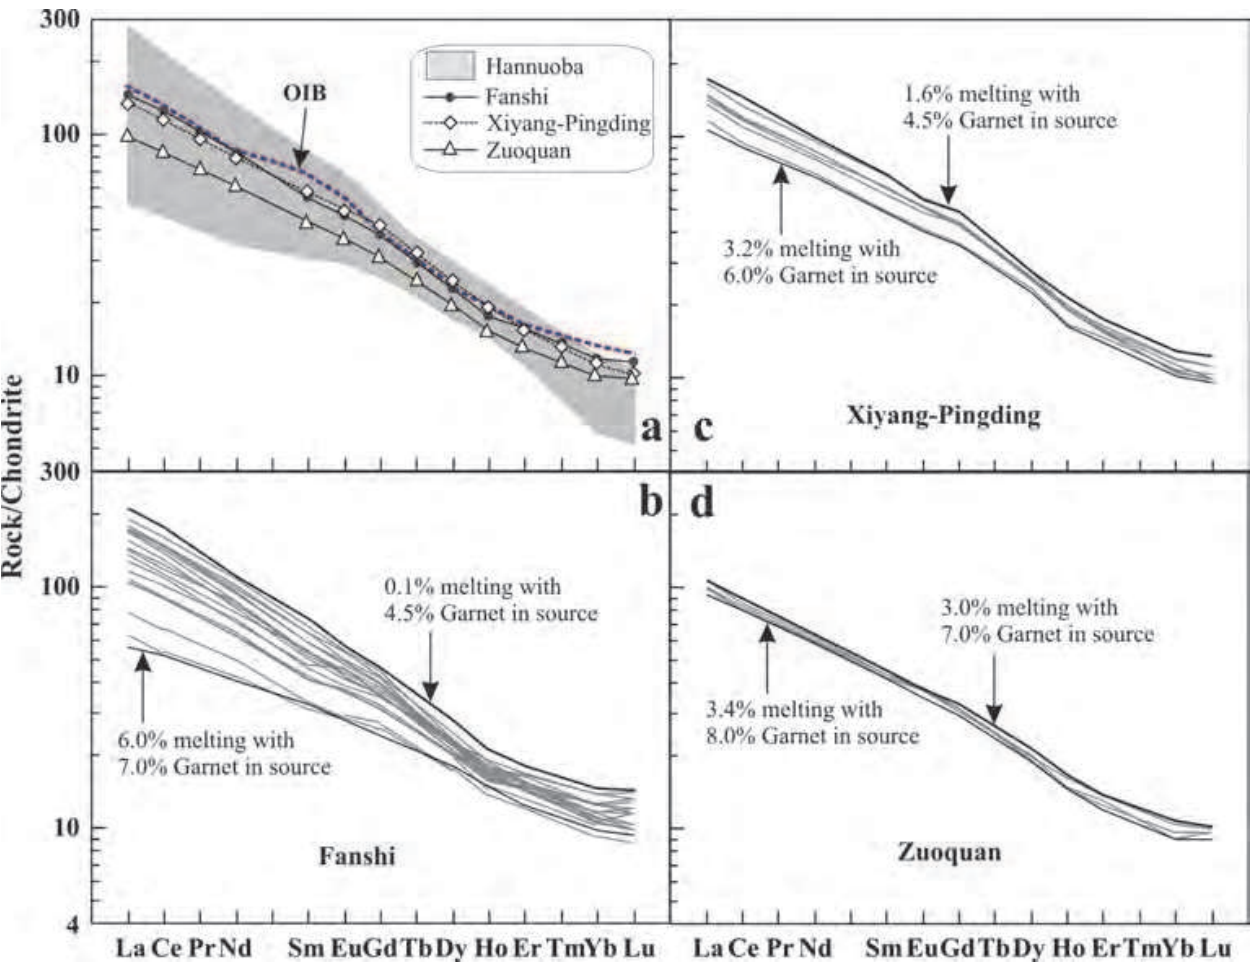 Rock/Chondrite
300
100
10
OIB
Hannuoba
Fanshi
Xiyang-Pingding
Zuoquan
a
1.6% melting with
4.5% Garnet in source
3.2% melting with
6.0% Garnet in source
Xiyang-Pingding
c
300
100
10
4
b
0.1% melting with
4.5% Garnet in source
6.0% melting with
7.0% Garnet in source
Fanshi
d
3.0% melting with
7.0% Garnet in source
3.4% melting with
8.0% Garnet in source
Zuoquan
La Ce Pr Nd Sm Eu Gd Tb Dy Ho Er Tm Yb Lu
La Ce Pr Nd Sm Eu Gd Tb Dy Ho Er Tm Yb Lu